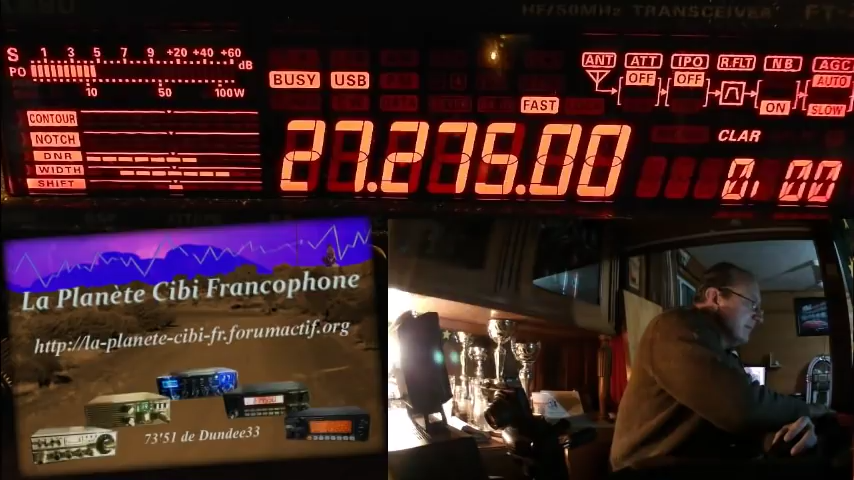 HF/50MHz TRANSCEIVER FT-
S 1 3 5 7 9 +20 +40 +60 dB
PO 10 50 100W
BUSY USB
FAST
ANT ATT IPO R.FLT NB AGC
OFF OFF AUTO
ON SLOW
CONTOUR
NOTCH
DNR
WIDTH
SHIFT
27.275.00
CLAR
0.00
La Planète Cibi Francophone
http://la-planete-cibi-fr.forumactif.org
73'51 de Dundee33